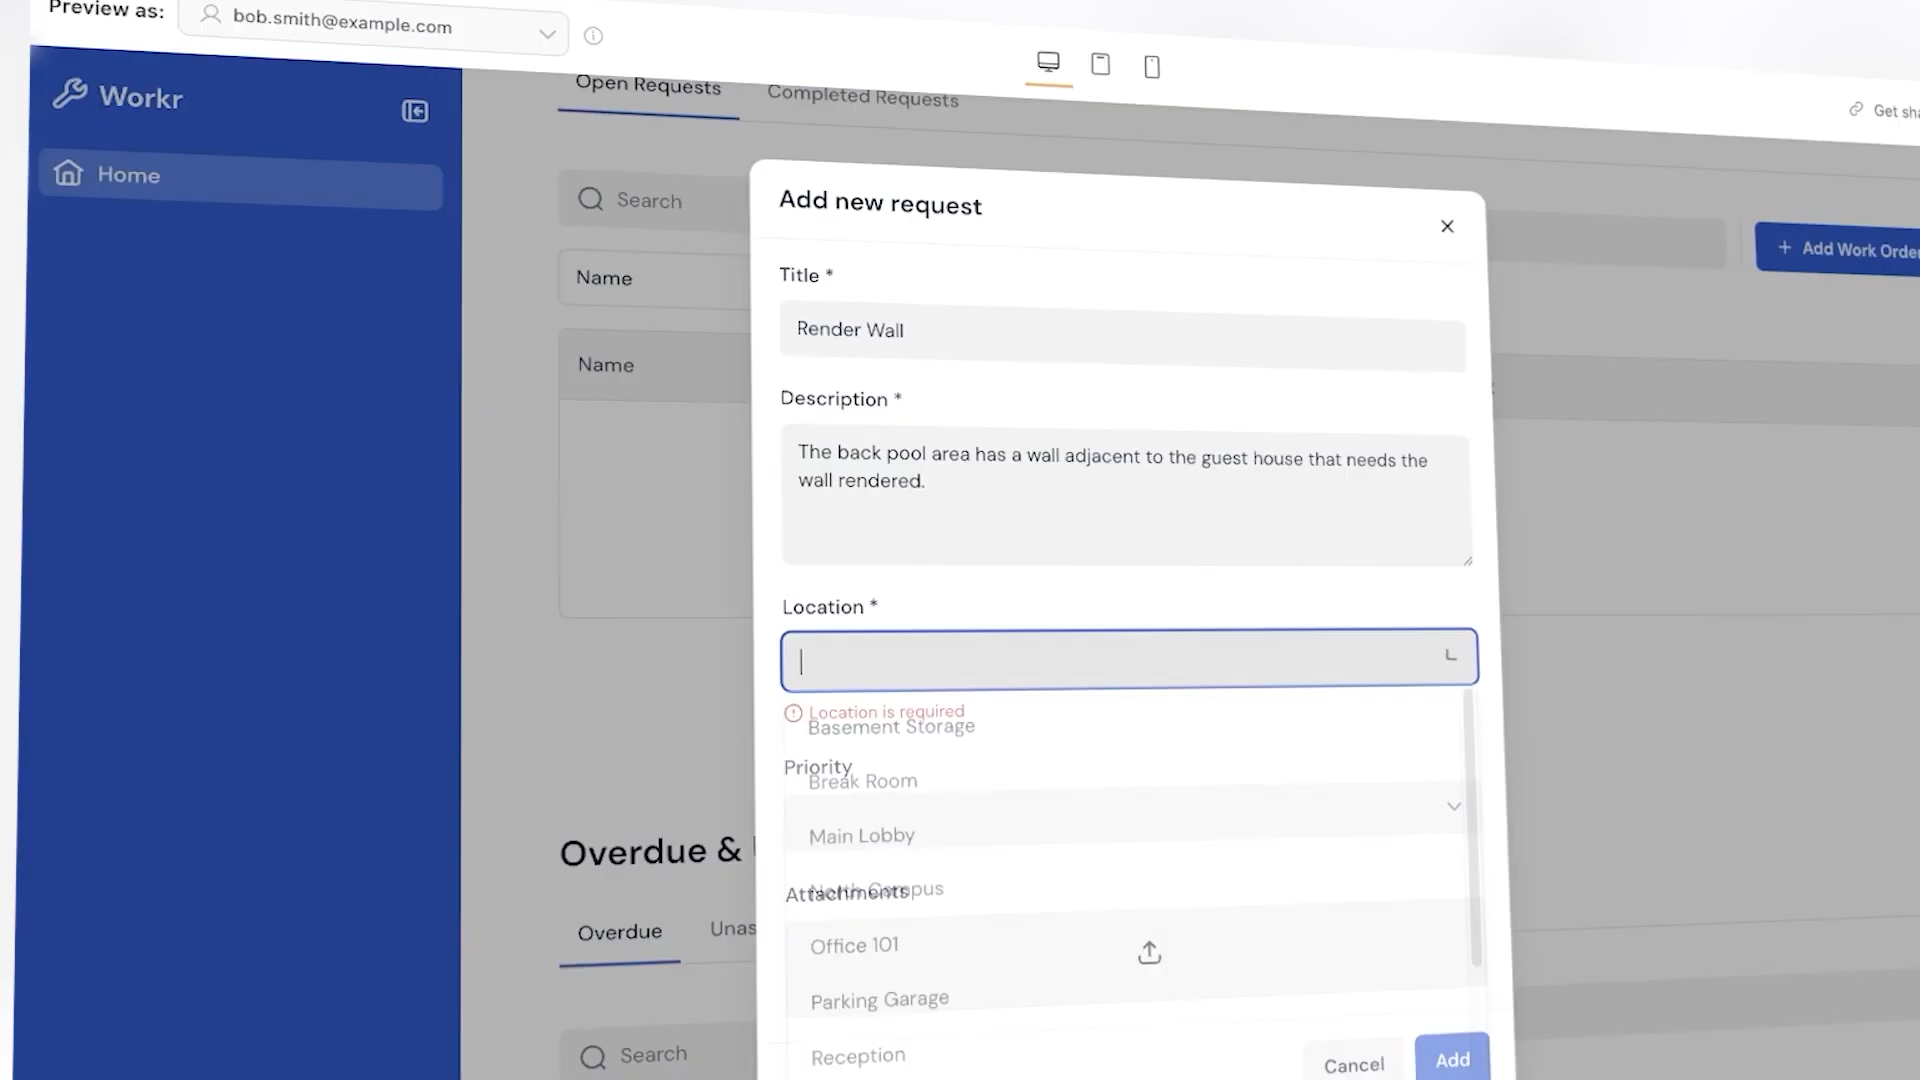 Preview as:
bob.smith@example.com
Get sha
Workr
Home
Open Requests
Completed Requests
Search
Add Work Order
Name
Name
Add new request
Title *
Render Wall
Description *
The back pool area has a wall adjacent to the guest house that needs the
wall rendered.
Location *
Location is required
Basement Storage
Priority
Break Room
Main Lobby
North Campus
Attachments
Office 101
Parking Garage
Reception
Cancel
Add
Overdue &
Overdue
Unas
Search